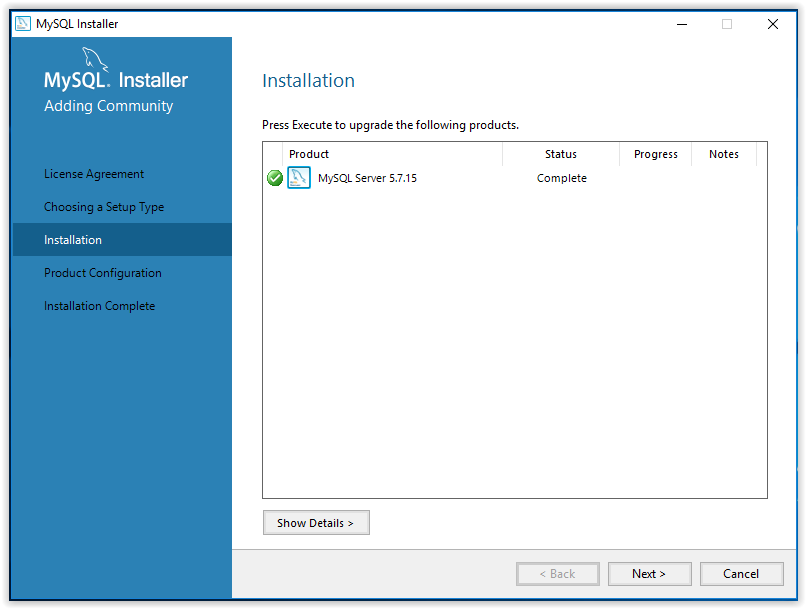 MySQL Installer
MySQL. Installer
Adding Community
License Agreement
Choosing a Setup Type
Installation
Product Configuration
Installation Complete
Installation
Press Execute to upgrade the following products.
Product Status Progress Notes
MySQL Server 5.7.15 Complete
Show Details >
< Back Next > Cancel